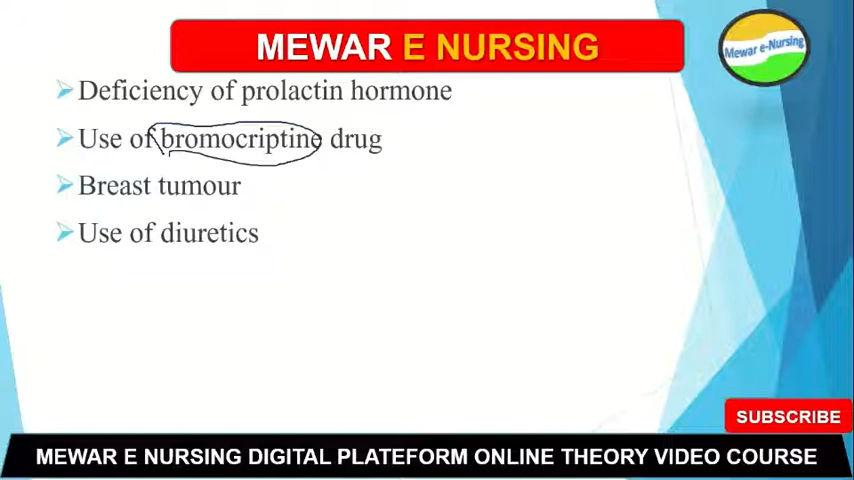 MEWAR E NURSING
Mewar e-Nursing
Deficiency of prolactin hormone
Use of bromocriptine drug
Breast tumour
Use of diuretics
SUBSCRIBE
MEWAR E NURSING DIGITAL PLATEFORM ONLINE THEORY VIDEO COURSE